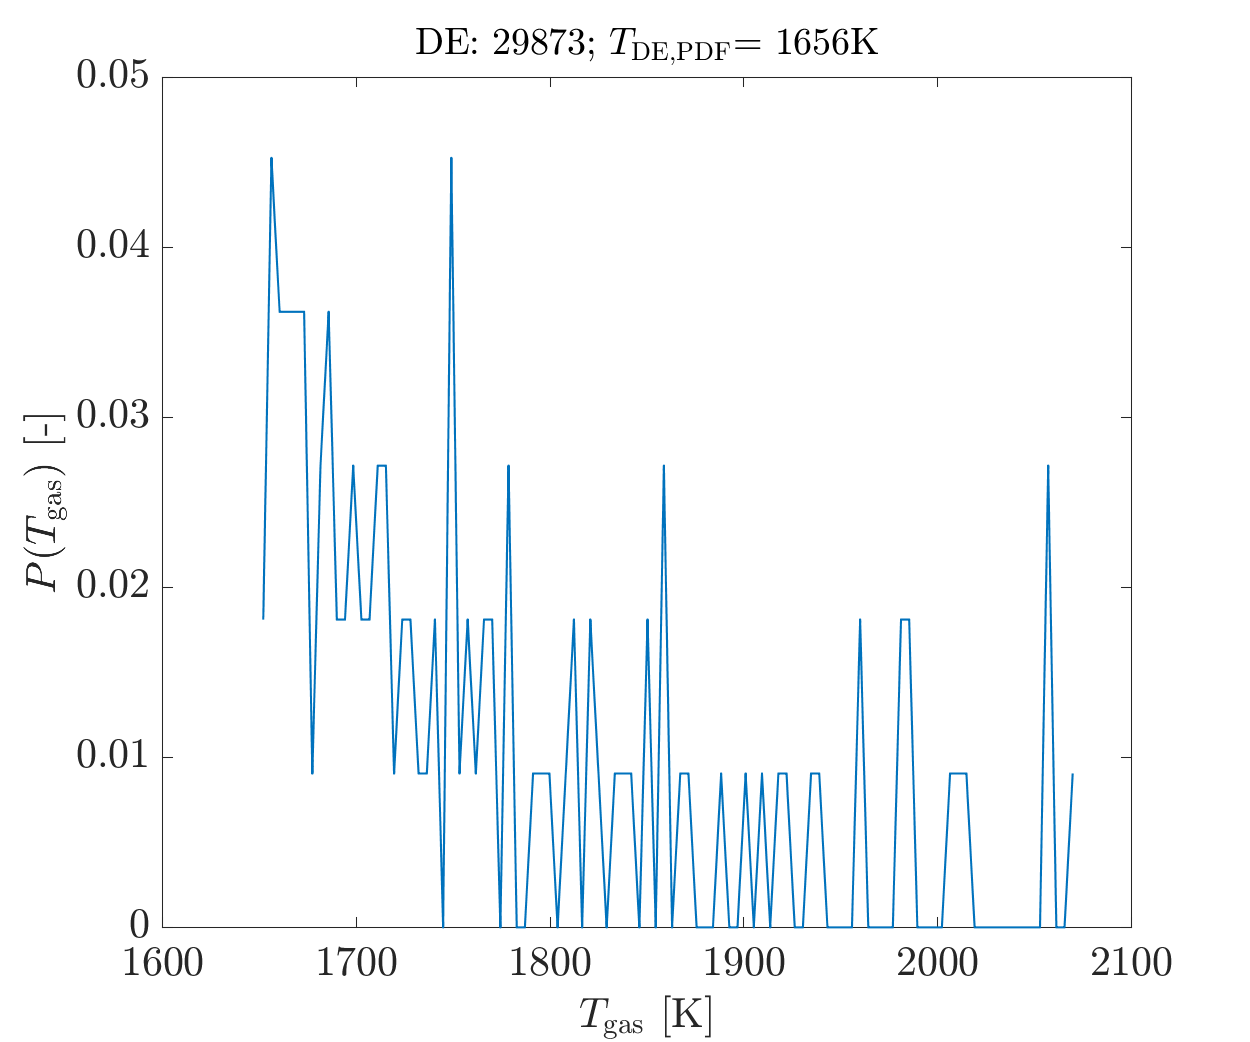 DE: 29873; T_DE,PDF= 1656K
0.05
0.04
0.03
0.02
0.01
0
P(T_gas) [-]
1600 1700 1800 1900 2000 2100
T_gas [K]